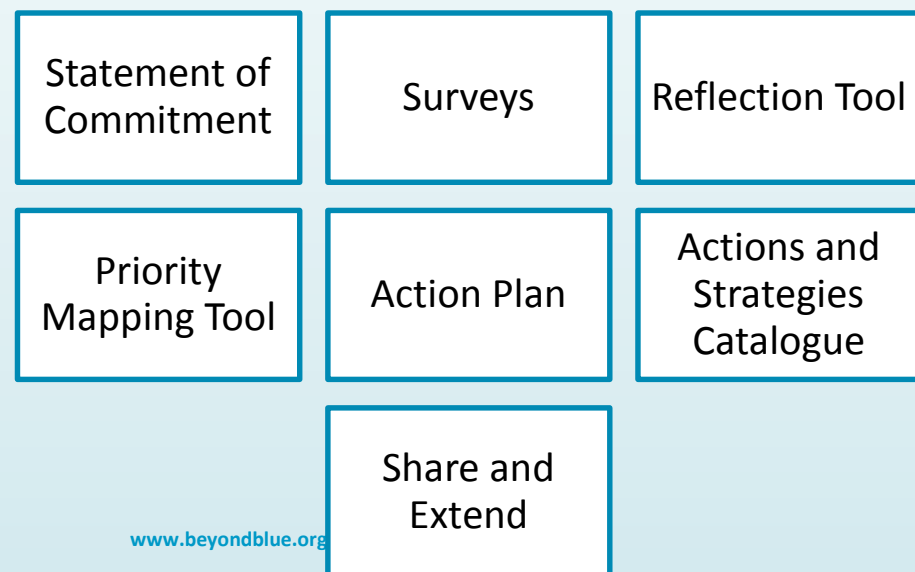 Statement of
Commitment
Surveys
Reflection Tool
Priority
Mapping Tool
Action Plan
Actions and
Strategies
Catalogue
Share and
Extend
www.beyondblue.org